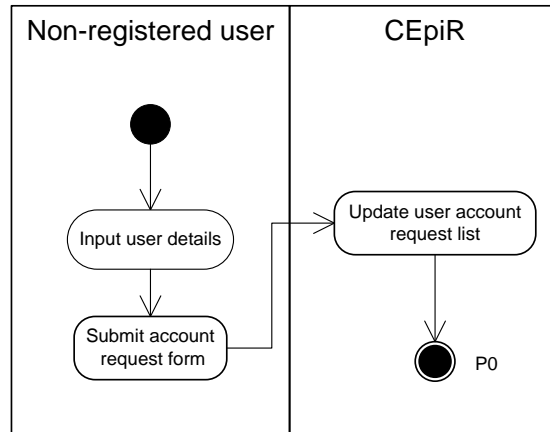 Non-registered user
CEpiR
Input user details
Submit account
request form
Update user account
request list
P0